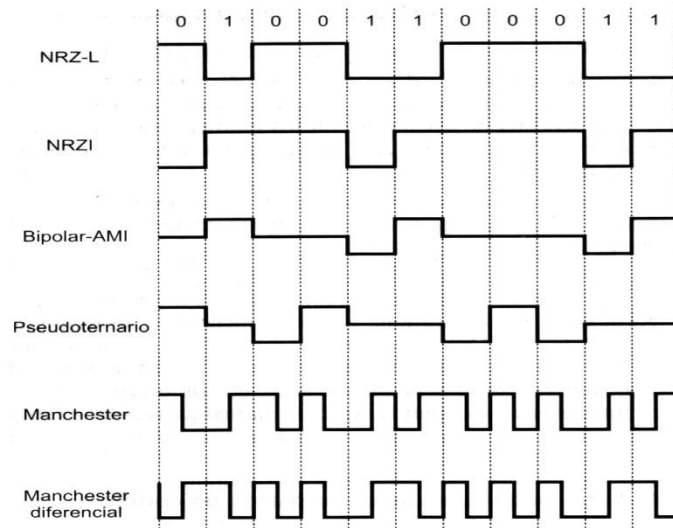 0 1 0 0 1 1 0 0 0 1 1
NRZ-L
NRZI
Bipolar-AMI
Pseudoternario
Manchester
Manchester
diferencial